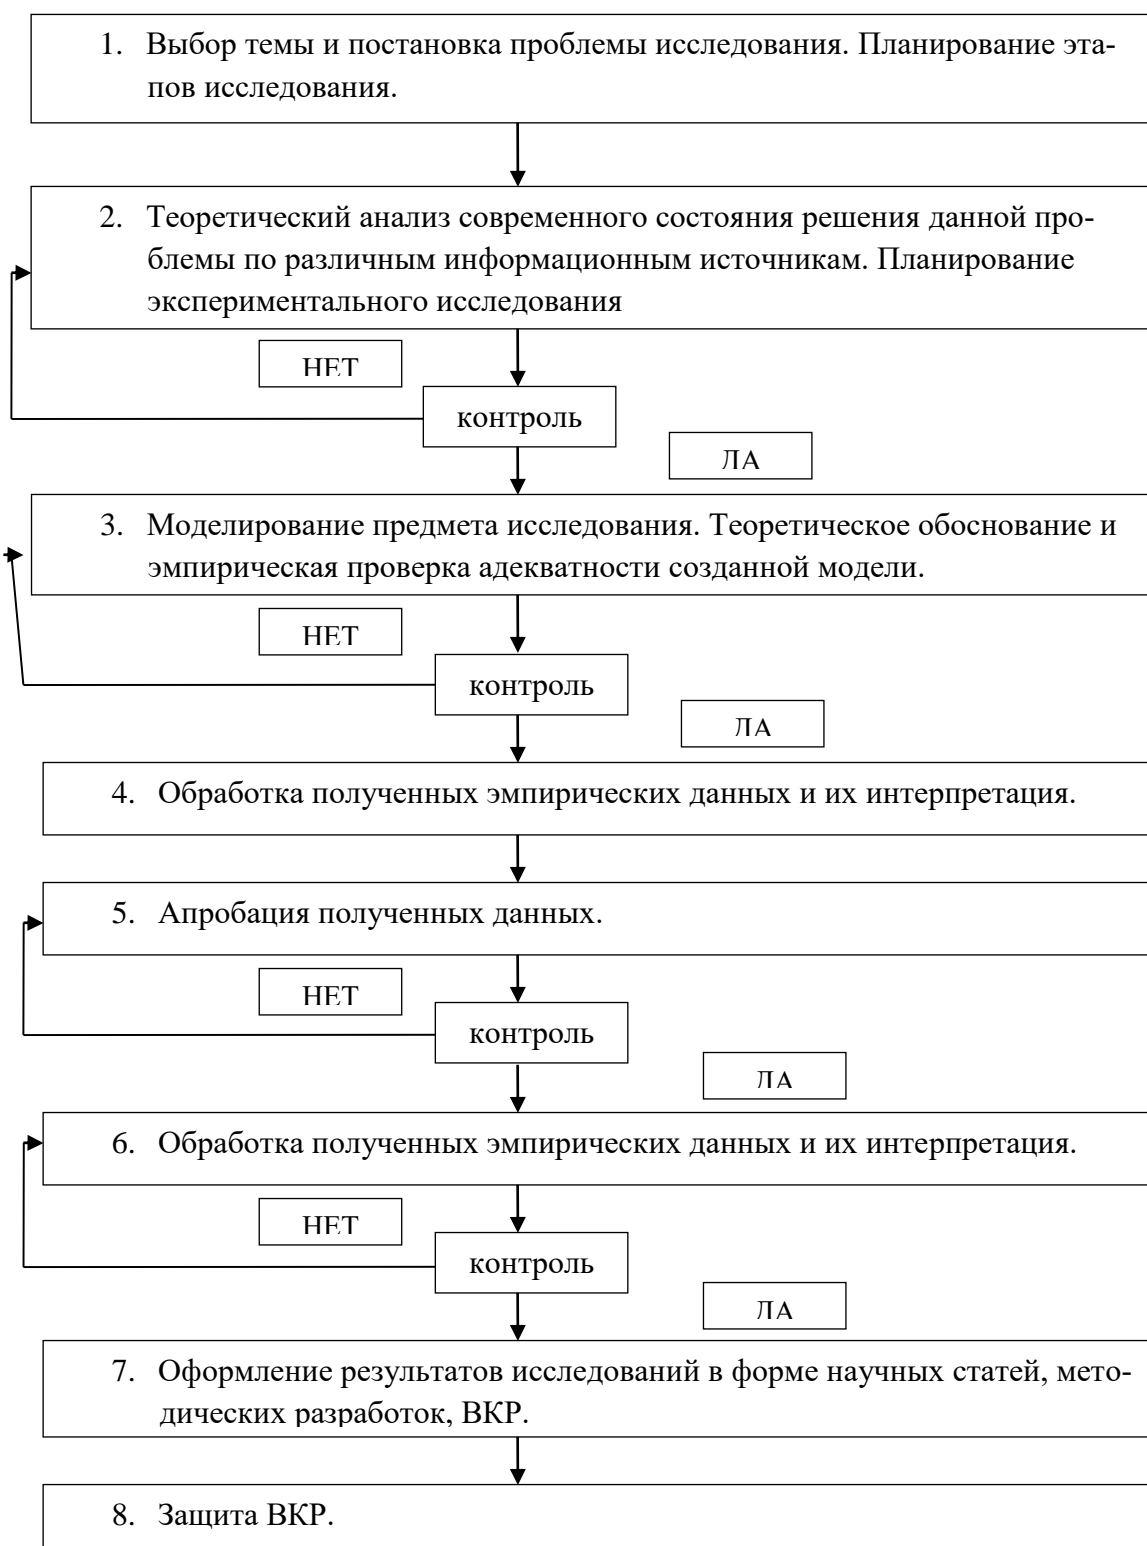 1. Выбор темы и постановка проблемы исследования. Планирование эта-
пов исследования.
2. Теоретический анализ современного состояния решения данной про-
блемы по различным информационным источникам. Планирование
экспериментального исследования
НЕТ
контроль
ДА
3. Моделирование предмета исследования. Теоретическое обоснование и
эмпирическая проверка адекватности созданной модели.
НЕТ
контроль
ДА
4. Обработка полученных эмпирических данных и их интерпретация.
5. Апробация полученных данных.
НЕТ
контроль
ДА
6. Обработка полученных эмпирических данных и их интерпретация.
НЕТ
контроль
ДА
7. Оформление результатов исследований в форме научных статей, мето-
дических разработок, ВКР.
8. Защита ВКР.